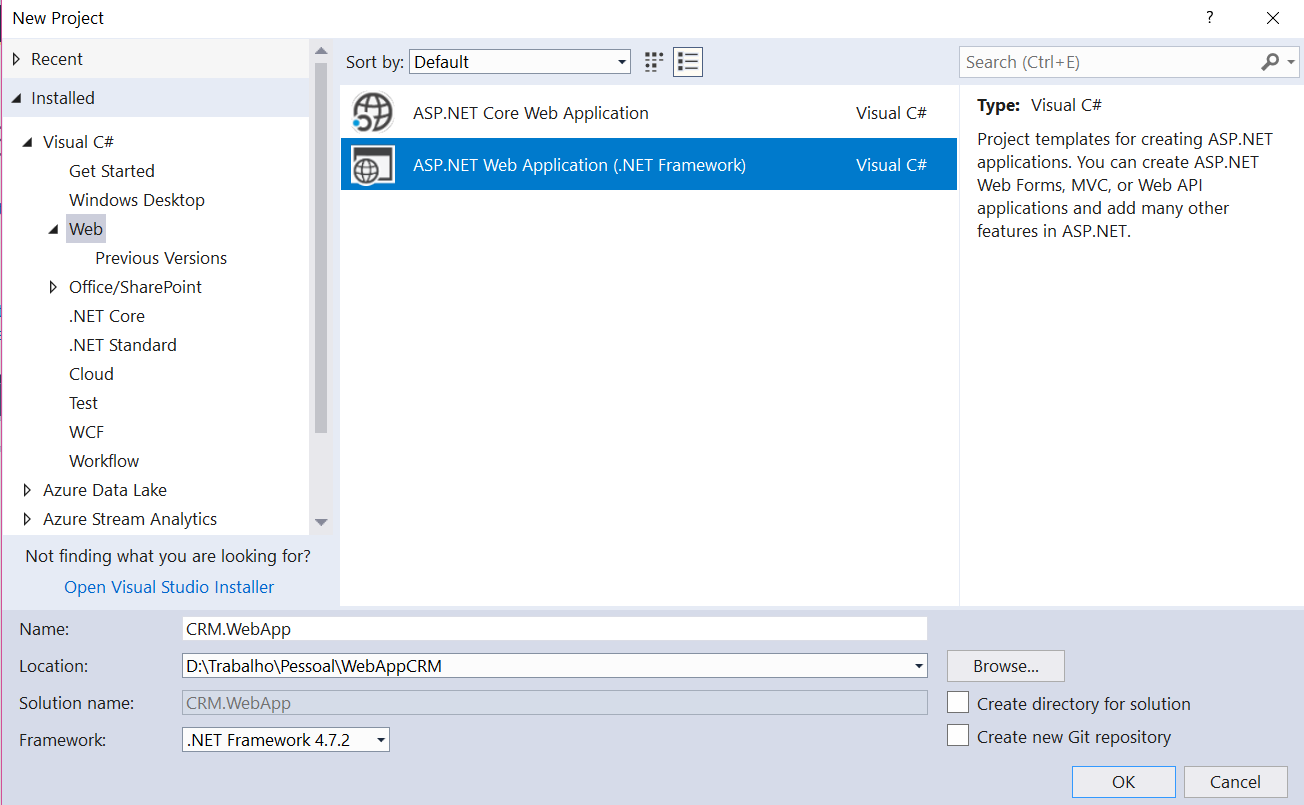 New Project
?
Recent
Installed
Visual C#
Get Started
Windows Desktop
Web
Previous Versions
Office/SharePoint
.NET Core
.NET Standard
Cloud
Test
WCF
Workflow
Azure Data Lake
Azure Stream Analytics
Not finding what you are looking for?
Open Visual Studio Installer
Sort by: Default
ASP.NET Core Web Application Visual C#
ASP.NET Web Application (.NET Framework) Visual C#
Search (Ctrl+E)
Type: Visual C#
Project templates for creating ASP.NET
applications. You can create ASP.NET
Web Forms, MVC, or Web API
applications and add many other
features in ASP.NET.
Name: CRM.WebApp
Location: D:\Trabalho\Pessoal\WebAppCRM Browse...
Solution name: CRM.WebApp Create directory for solution
Framework: .NET Framework 4.7.2 Create new Git repository
OK Cancel